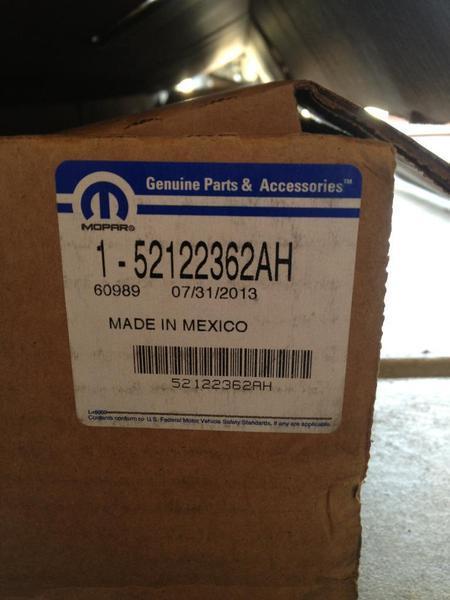 Genuine Parts & Accessories™
MOPAR®
1 - 52122362AH
60989 07/31/2013
MADE IN MEXICO
52122362AH
Contents conform to U.S. Federal Motor Vehicle Safety Standards, if any are applicable.